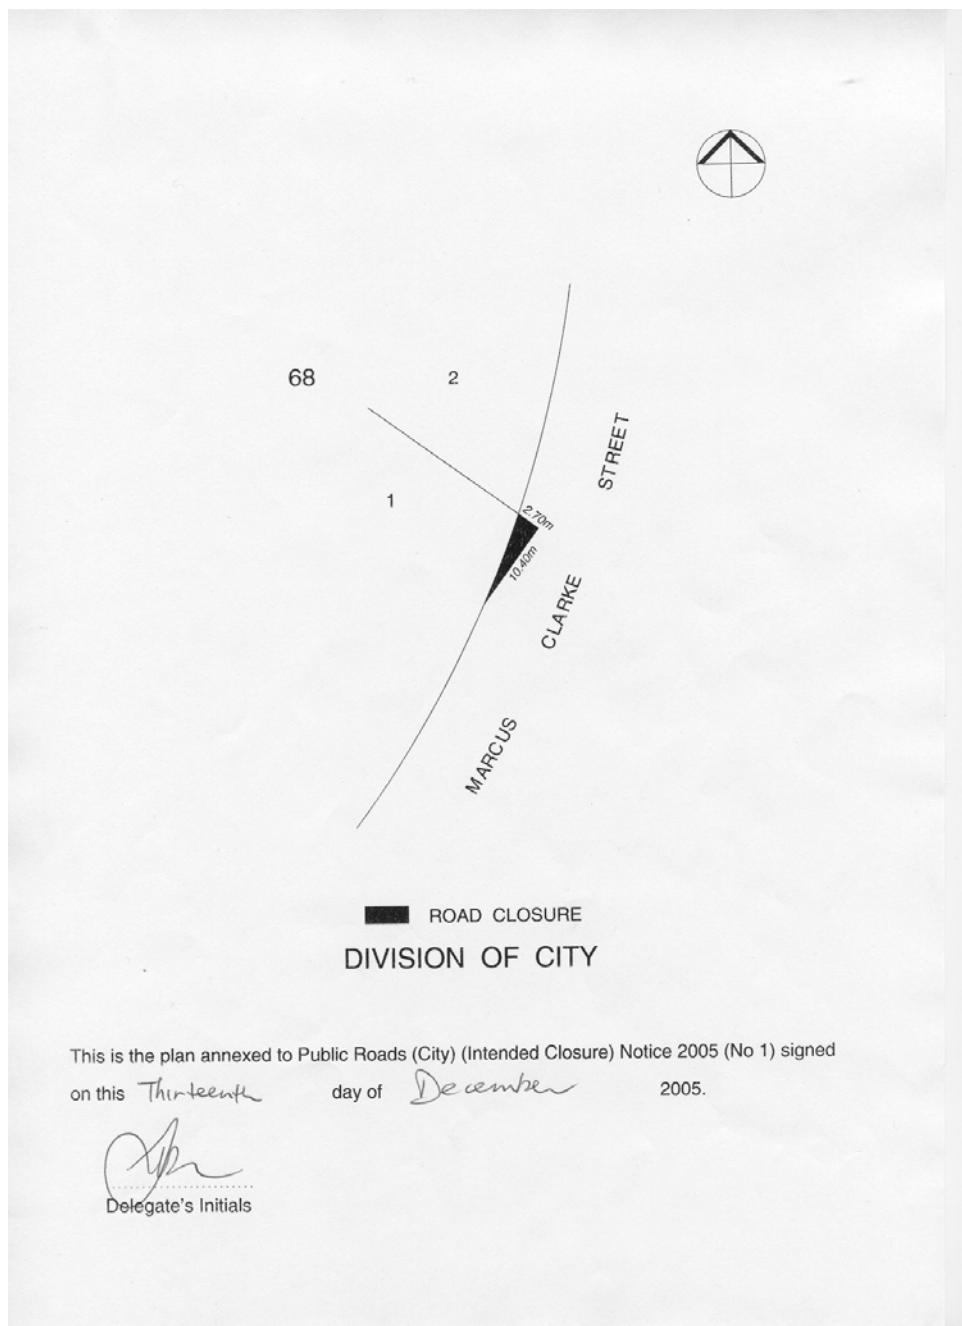 68
2
STREET
1
2.70m
10.40m
CLARKE
MARCUS
ROAD CLOSURE
DIVISION OF CITY
This is the plan annexed to Public Roads (City) (Intended Closure) Notice 2005 (No 1) signed
on this Thirteenth day of December 2005.
Delegate's Initials